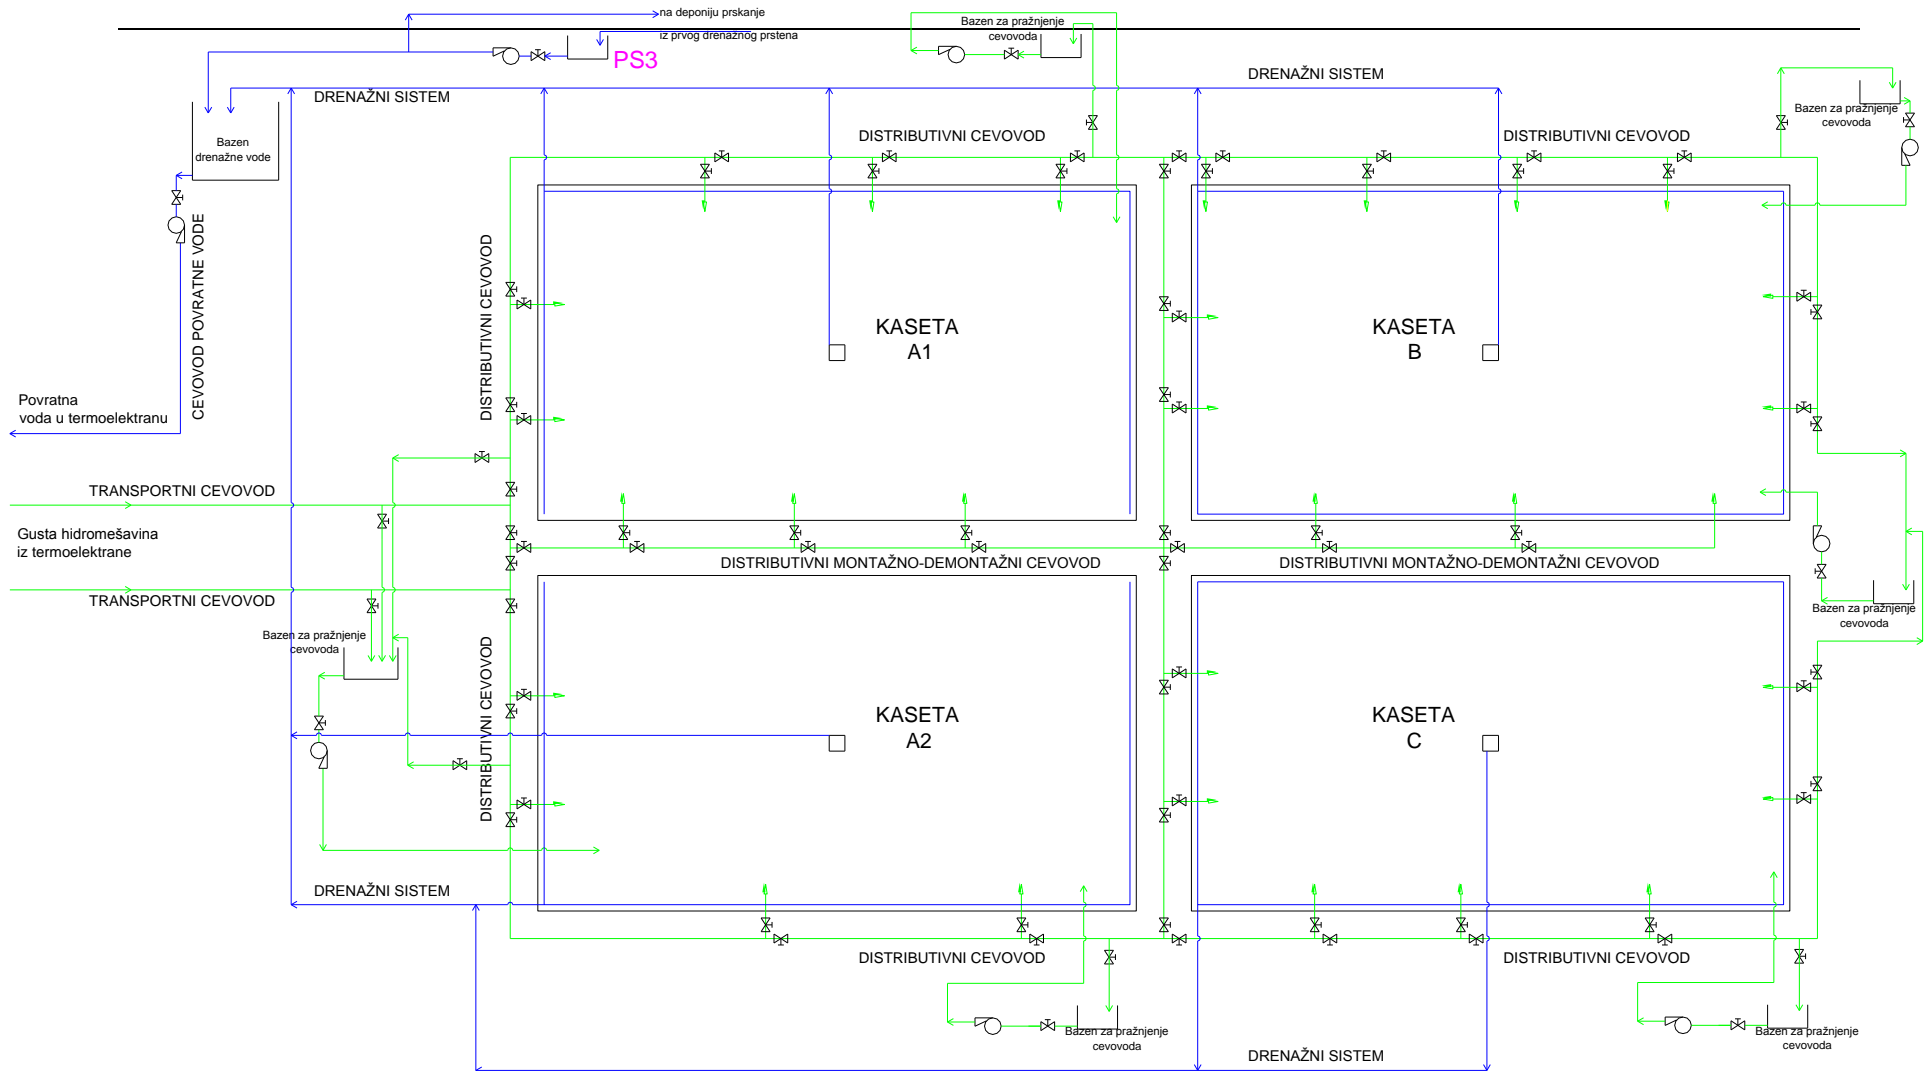 na deponiju prskanje
iz prvog drenažnog prstena
PS3
Bazen za pražnjenje
cevovoda
DRENAŽNI SISTEM
DRENAŽNI SISTEM
Bazen za pražnjenje
cevovoda
Bazen
drenažne vode
DISTRIBUTIVNI CEVOVOD
DISTRIBUTIVNI CEVOVOD
CEVOVOD POVRATNE VODE
DISTRIBUTIVNI CEVOVOD
KASETA
A1
KASETA
B
Povratna
voda u termoelektranu
TRANSPORTNI CEVOVOD
Gusta hidromešavina
iz termoelektrane
TRANSPORTNI CEVOVOD
DISTRIBUTIVNI MONTAŽNO-DEMONTAŽNI CEVOVOD
DISTRIBUTIVNI MONTAŽNO-DEMONTAŽNI CEVOVOD
Bazen za pražnjenje
cevovoda
Bazen za pražnjenje
cevovoda
DISTRIBUTIVNI CEVOVOD
KASETA
A2
KASETA
C
DRENAŽNI SISTEM
DISTRIBUTIVNI CEVOVOD
DISTRIBUTIVNI CEVOVOD
Bazen za pražnjenje
cevovoda
Bazen za pražnjenje
cevovoda
DRENAŽNI SISTEM